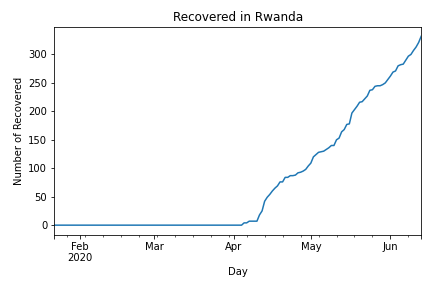 Recovered in Rwanda
Number of Recovered
300
250
200
150
100
50
0
Feb
2020
Mar
Apr
May
Jun
Day